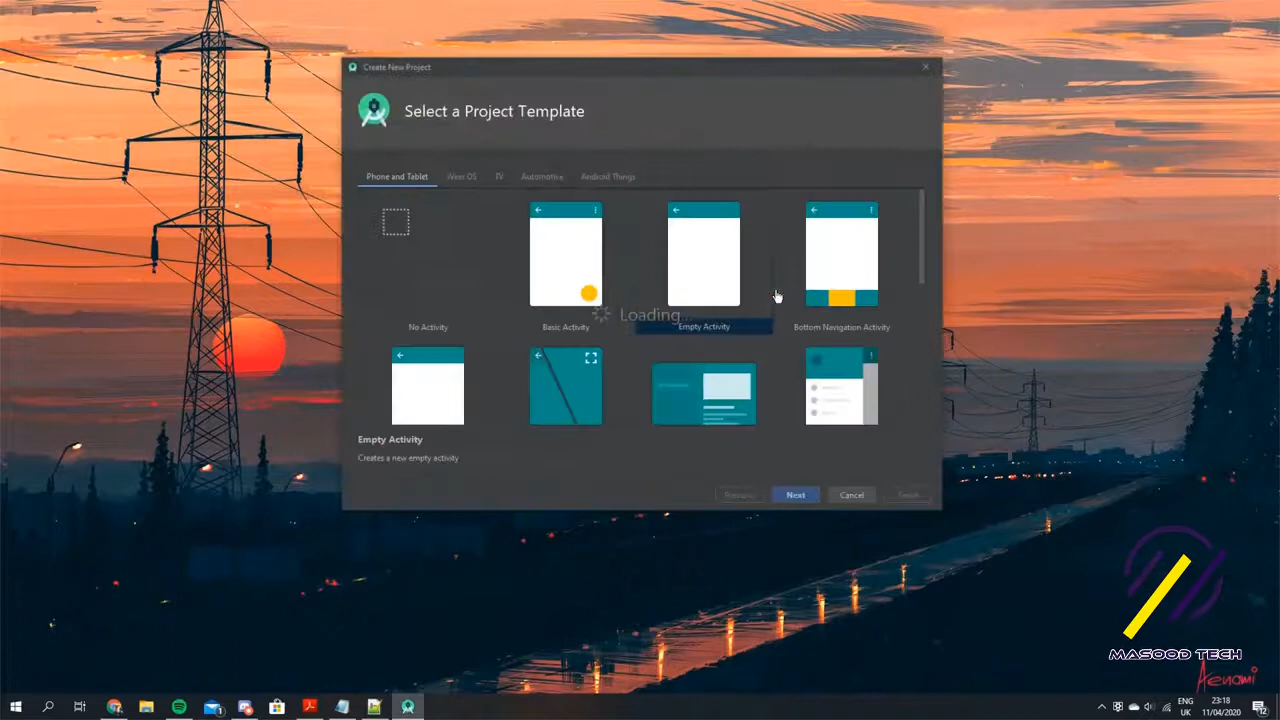 Create New Project
Select a Project Template
Phone and Tablet
Wear OS
TV
Automotive
Android Things
No Activity
Basic Activity
Empty Activity
Bottom Navigation Activity
Loading...
Empty Activity
Creates a new empty activity
Previous
Next
Cancel
Finish
MASOOD TECH
Aenami
ENG
UK
23:18
11/04/2020